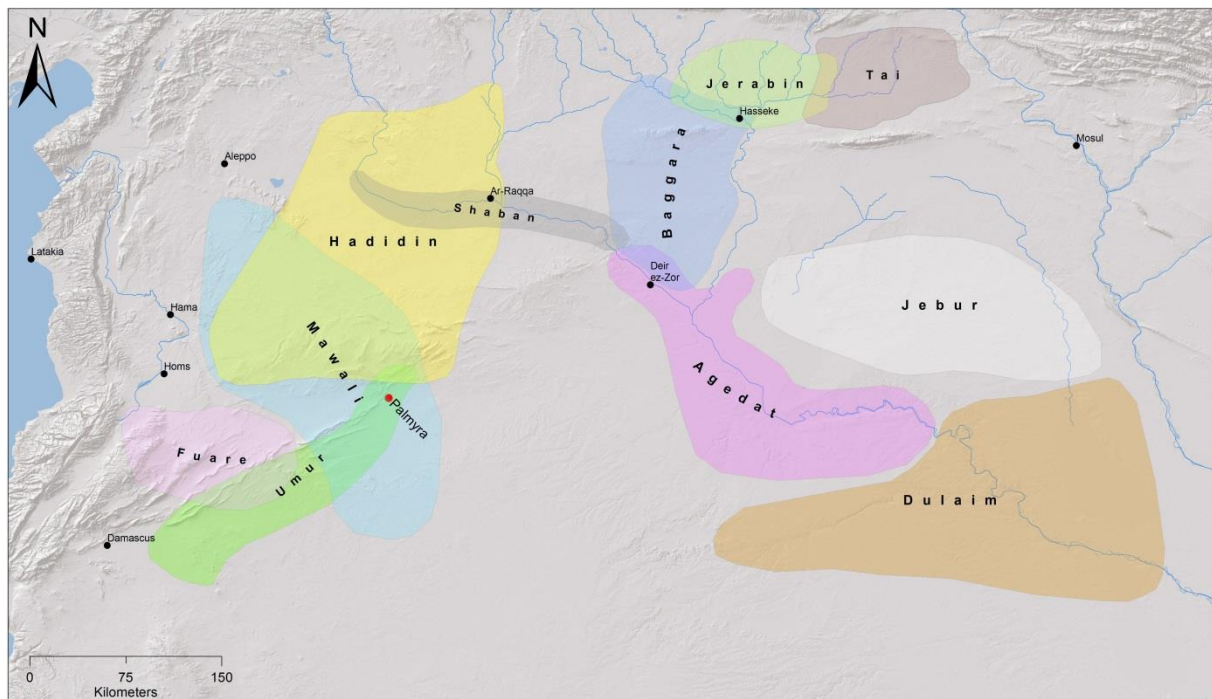 N
Jerabin
Tai
Hasseke
Mosul
Aleppo
Baggara
Ar-Raqqa
Shaban
Hadidin
Latakia
Deir
ez-Zor
Jebur
Hama
Mawali
Homs
Agedat
Palmyra
Fuare
Umur
Dulaim
Damascus
0 75 150
Kilometers